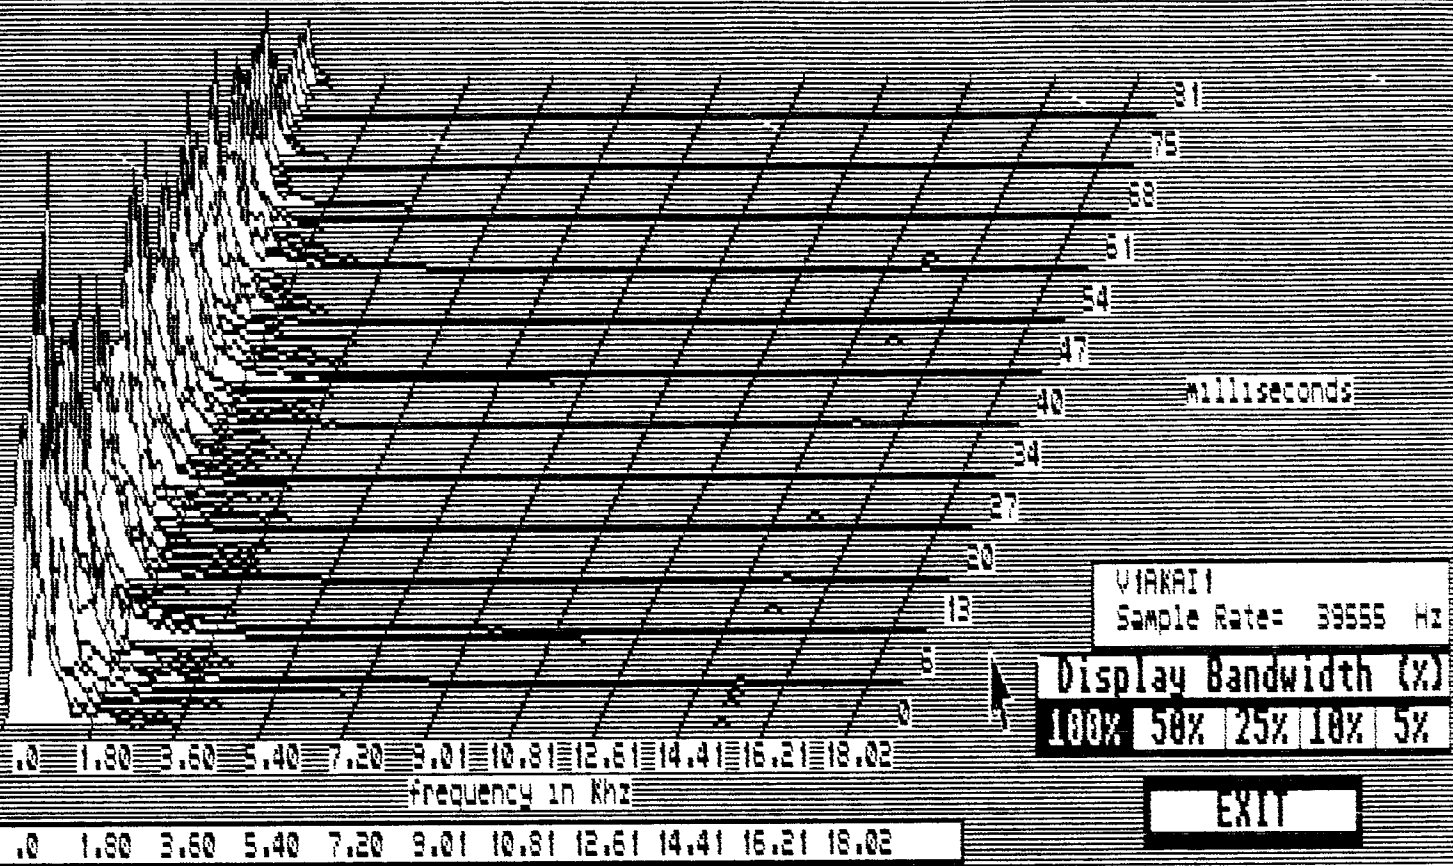 81
75
68
61
54
47
Milliseconds
40
34
27
20
V1AKAI1
13
Sample Rate= 39555 Hz
6
Display Bandwidth (%)
0
100% 50% 25% 10% 5%
.0 1.80 3.60 5.40 7.20 9.01 10.81 12.61 14.41 16.21 18.02
frequency in Khz
EXIT
.0 1.80 3.60 5.40 7.20 9.01 10.81 12.61 14.41 16.21 18.02